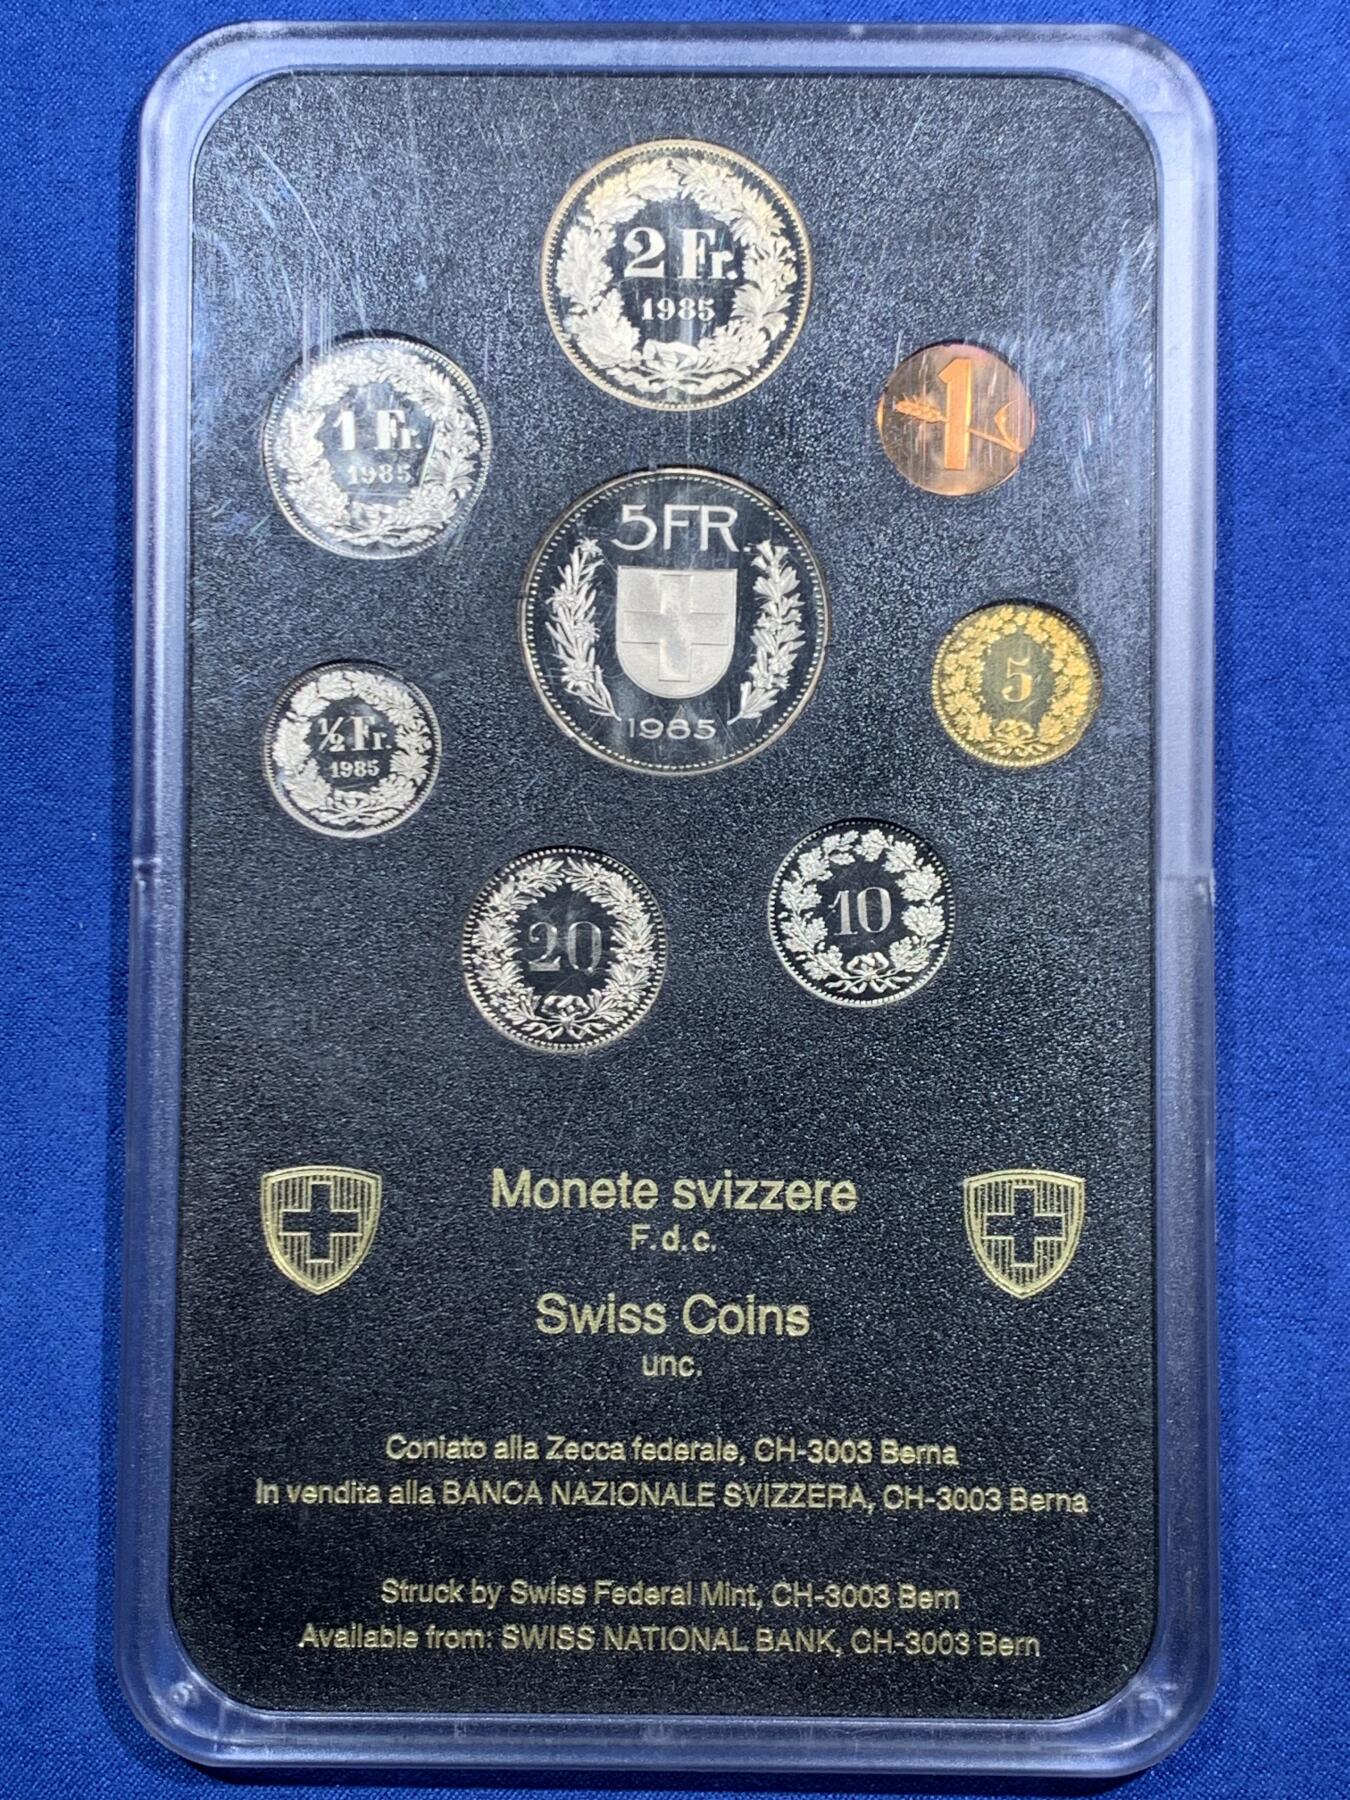 2 Fr.
1985
1 Fr.
1985
1
5FR.
1985
5
½ Fr.
1985
20
10
Monete svizzere
F.d.c.
Swiss Coins
unc.
Coniato alla Zecca federale, CH-3003 Berna
In vendita alla BANCA NAZIONALE SVIZZERA, CH-3003 Berna
Struck by Swiss Federal Mint, CH-3003 Bern
Available from: SWISS NATIONAL BANK, CH-3003 Bern